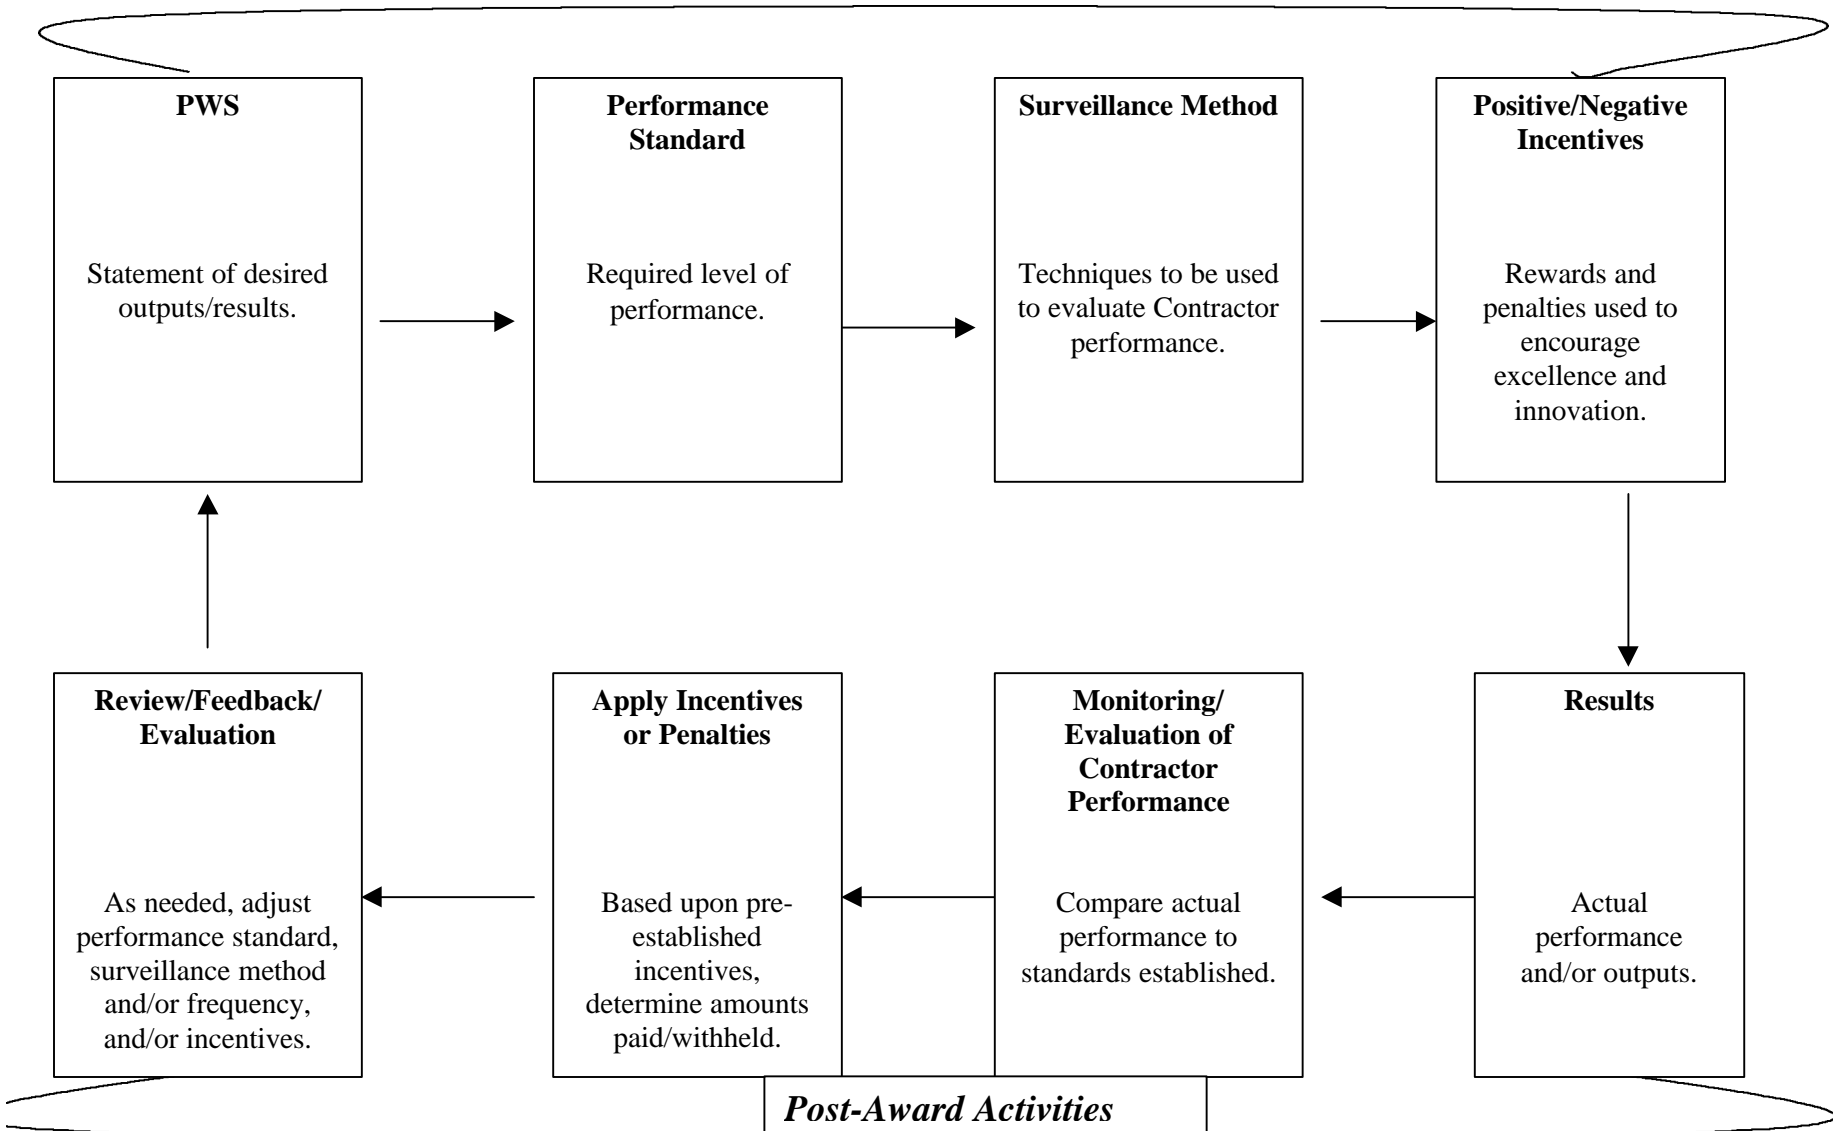 PWS
Statement of desired
outputs/results.
Performance
Standard
Required level of
performance.
Surveillance Method
Techniques to be used
to evaluate Contractor
performance.
Positive/Negative
Incentives
Rewards and
penalties used to
encourage
excellence and
innovation.
Review/Feedback/
Evaluation
As needed, adjust
performance standard,
surveillance method
and/or frequency,
and/or incentives.
Apply Incentives
or Penalties
Based upon pre-
established
incentives,
determine amounts
paid/withheld.
Monitoring/
Evaluation of
Contractor
Performance
Compare actual
performance to
standards established.
Results
Actual
performance
and/or outputs.
Post-Award Activities